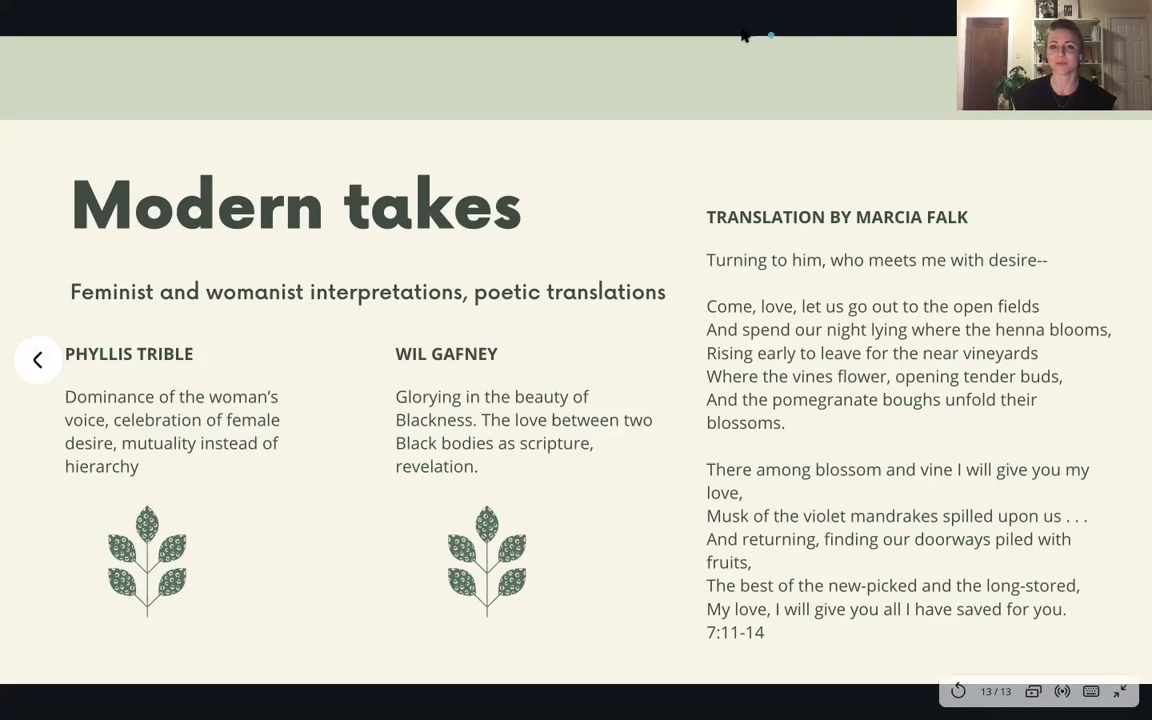 Modern takes
Feminist and womanist interpretations, poetic translations
PHYLLIS TRIBLE
Dominance of the woman's
voice, celebration of female
desire, mutuality instead of
hierarchy
WIL GAFNEY
Glorying in the beauty of
Blackness. The love between two
Black bodies as scripture,
revelation.
TRANSLATION BY MARCIA FALK
Turning to him, who meets me with desire--
Come, love, let us go out to the open fields
And spend our night lying where the henna blooms,
Rising early to leave for the near vineyards
Where the vines flower, opening tender buds,
And the pomegranate boughs unfold their
blossoms.
There among blossom and vine I will give you my
love,
Musk of the violet mandrakes spilled upon us . . .
And returning, finding our doorways piled with
fruits,
The best of the new-picked and the long-stored,
My love, I will give you all I have saved for you.
7:11-14
13 / 13